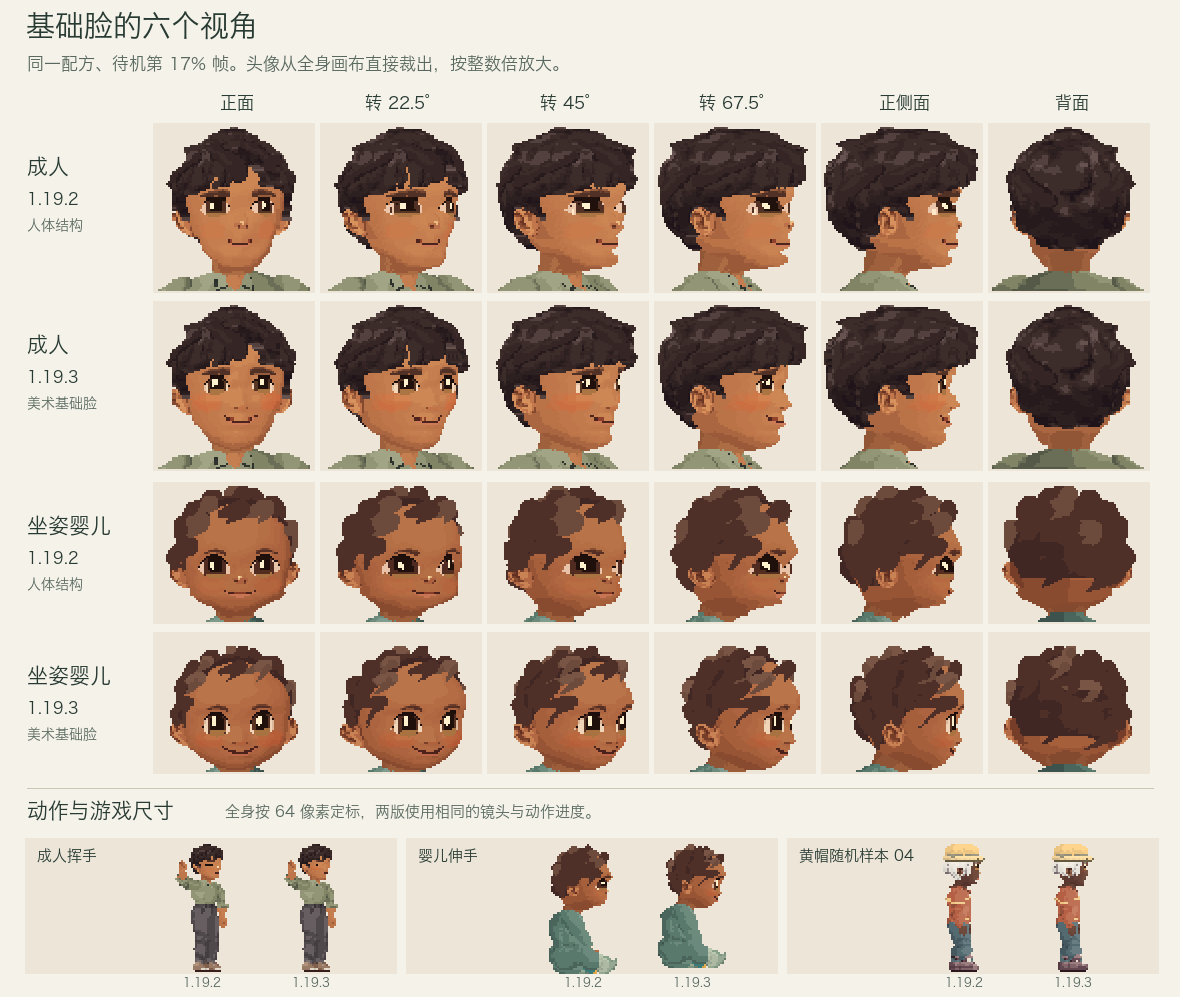 基础脸的六个视角
同一配方、待机第 17% 帧。头像从全身画布直接裁出，按整数倍放大。
正面 转 22.5° 转 45° 转 67.5° 正侧面 背面
成人
1.19.2
人体结构
成人
1.19.3
美术基础脸
坐姿婴儿
1.19.2
人体结构
坐姿婴儿
1.19.3
美术基础脸
动作与游戏尺寸 全身按 64 像素定标，两版使用相同的镜头与动作进度。
成人挥手 婴儿伸手 黄帽随机样本 04
1.19.2 1.19.3 1.19.2 1.19.3 1.19.2 1.19.3